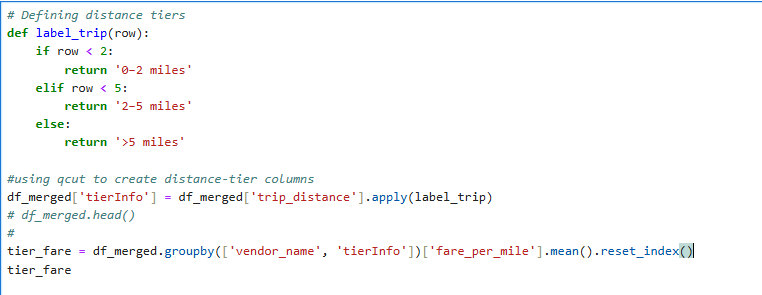 # Defining distance tiers
def label_trip(row):
    if row < 2:
        return '0–2 miles'
    elif row < 5:
        return '2–5 miles'
    else:
        return '>5 miles'

#using qcut to create distance-tier columns
df_merged['tierInfo'] = df_merged['trip_distance'].apply(label_trip)
# df_merged.head()
#
tier_fare = df_merged.groupby(['vendor_name', 'tierInfo'])['fare_per_mile'].mean().reset_index()
tier_fare